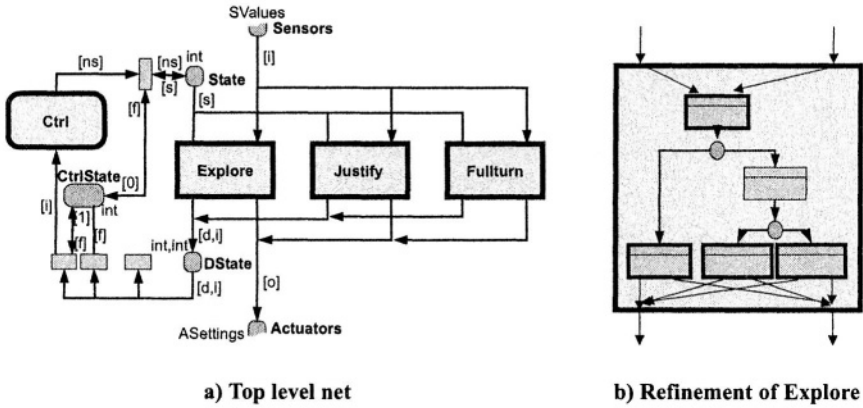 SValues
Sensors
[ns]
[ns]
int
[i]
[s]
State
[f]
[s]
Ctrl
Explore
Justify
Fullturn
CtrlState
[0]
[i]
int
[1]
[f]
[f]
int,int
[d,i]
DState
[d,i]
[o]
ASettings
Actuators
a) Top level net
b) Refinement of Explore